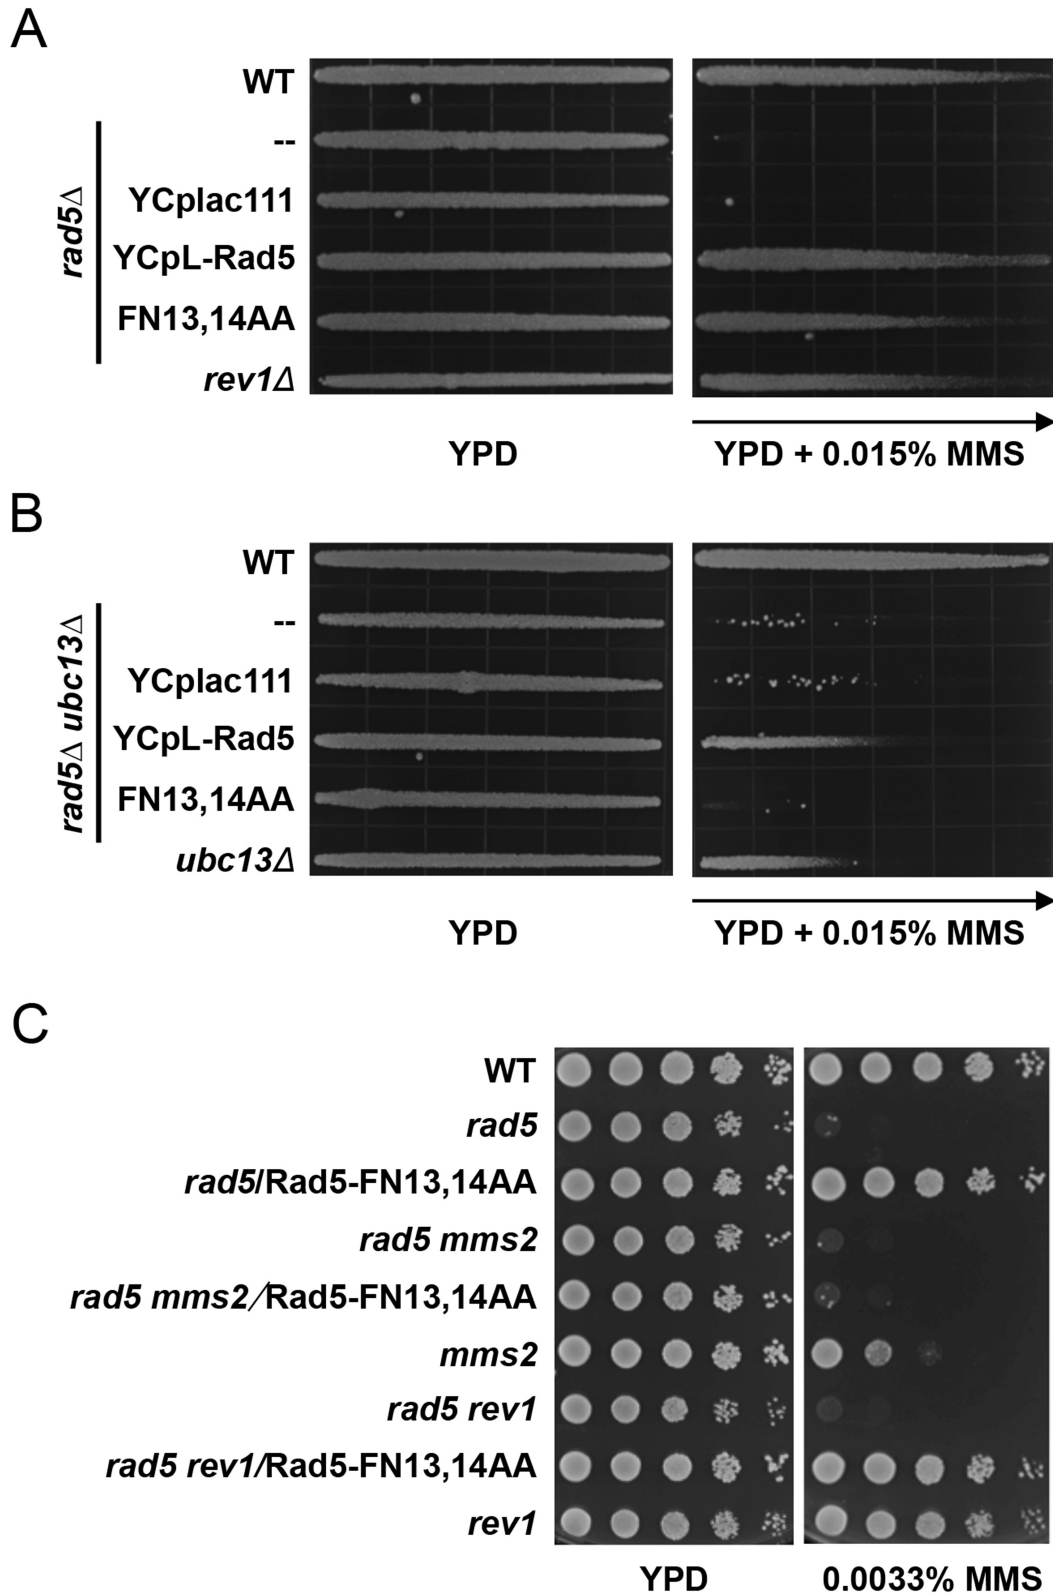 A
WT
--
YCplac111
YCpL-Rad5
FN13,14AA
rev1Δ
rad5Δ
YPD
YPD + 0.015% MMS
B
WT
--
YCplac111
YCpL-Rad5
FN13,14AA
ubc13Δ
rad5Δ ubc13Δ
YPD
YPD + 0.015% MMS
C
WT
rad5
rad5/Rad5-FN13,14AA
rad5 mms2
rad5 mms2/Rad5-FN13,14AA
mms2
rad5 rev1
rad5 rev1/Rad5-FN13,14AA
rev1
YPD
0.0033% MMS